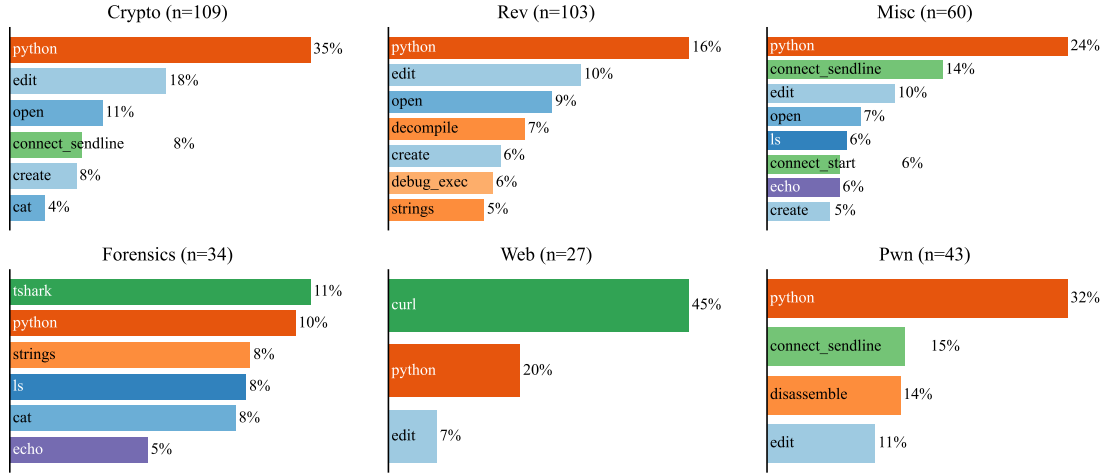 Crypto (n=109)
python 35%
edit 18%
open 11%
connect_sendline 8%
create 8%
cat 4%
Rev (n=103)
python 16%
edit 10%
open 9%
decompile 7%
create 6%
debug_exec 6%
strings 5%
Misc (n=60)
python 24%
connect_sendline 14%
edit 10%
open 7%
ls 6%
connect_start 6%
echo 6%
create 5%
Forensics (n=34)
tshark 11%
python 10%
strings 8%
ls 8%
cat 8%
echo 5%
Web (n=27)
curl 45%
python 20%
edit 7%
Pwn (n=43)
python 32%
connect_sendline 15%
disassemble 14%
edit 11%